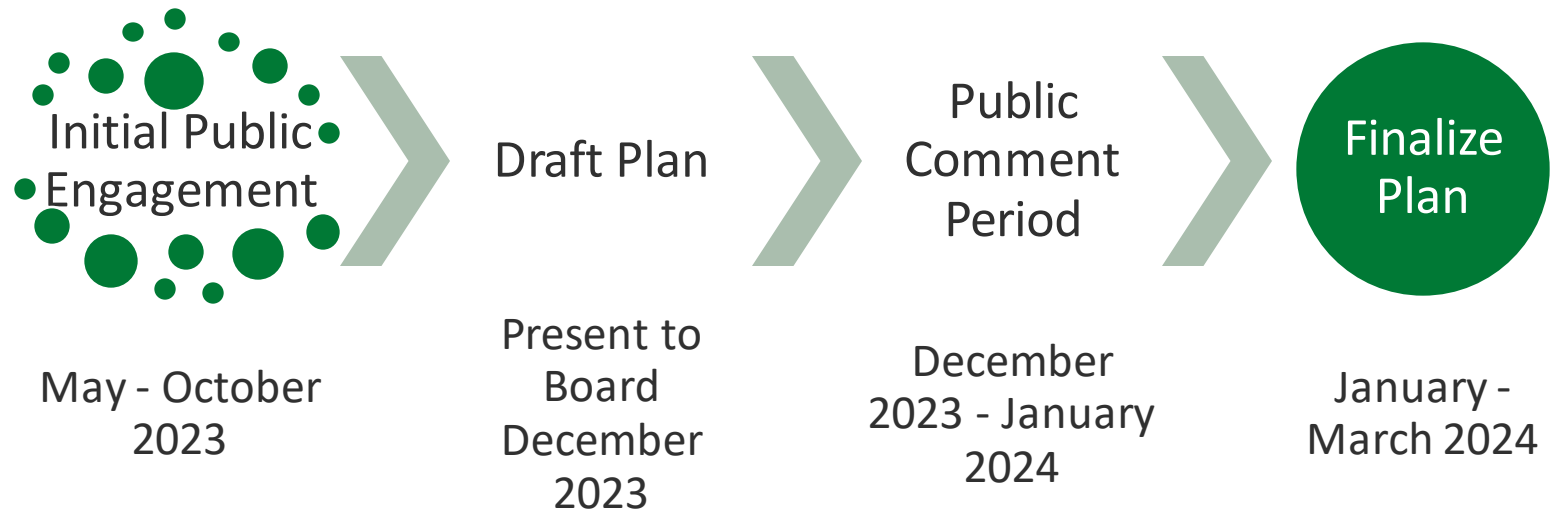 Initial Public
Engagement
Draft Plan
Public
Comment
Period
Finalize
Plan
May - October
2023
Present to
Board
December
2023
December
2023 - January
2024
January -
March 2024